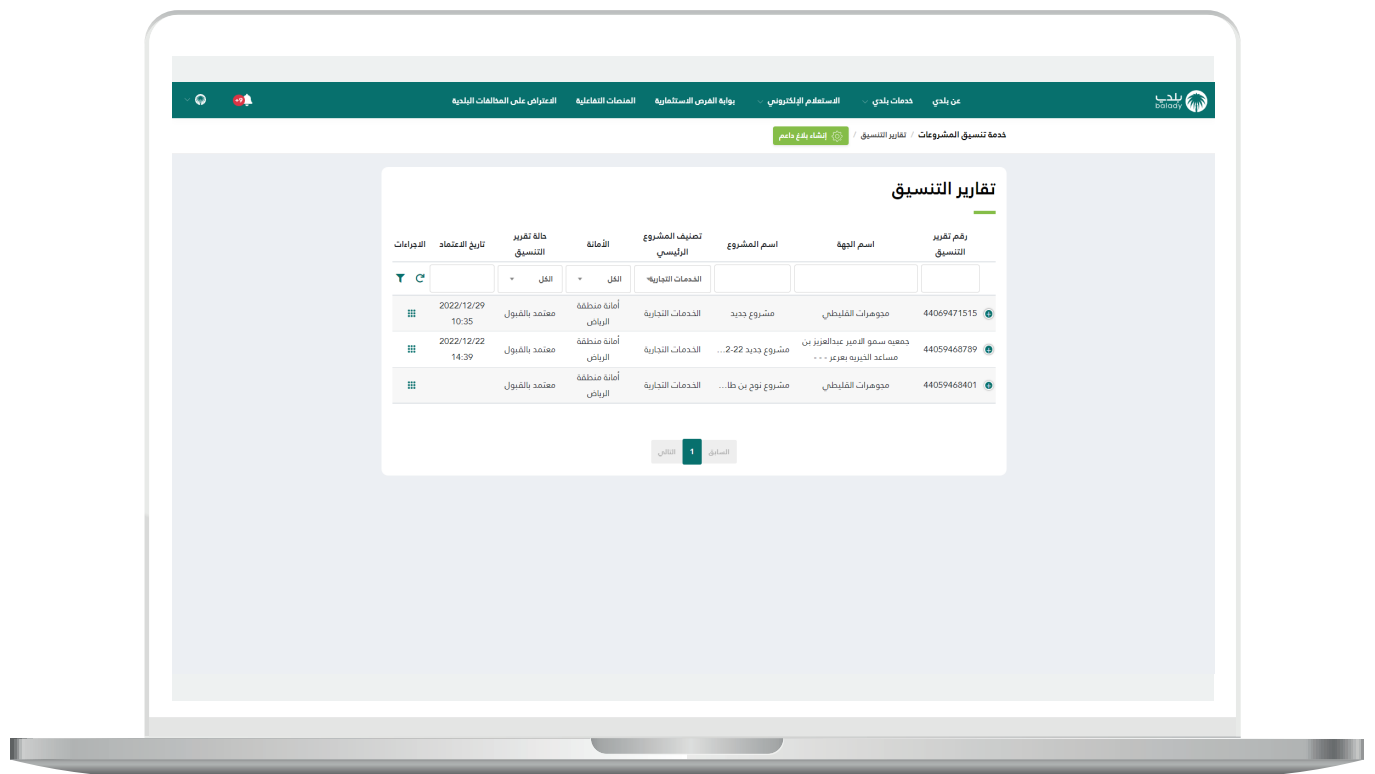 بلدي
balady
عن بلدي
خدمات بلدي
الاستعلام الإلكتروني
بوابة الفرص الاستثمارية
المنصات التفاعلية
الاعتراض على المخالفات البلدية
+9
خدمة تنسيق المشروعات / تقارير التنسيق / إنشاء بلاغ داعم
تقارير التنسيق
رقم تقرير التنسيق
اسم الجهة
اسم المشروع
تصنيف المشروع الرئيسي
الأمانة
حالة تقرير التنسيق
تاريخ الاعتماد
الاجراءات
الخدمات التجارية
الكل
الكل
44069471515 مجوهرات القليطي مشروع جديد الخدمات التجارية أمانة منطقة الرياض معتمد بالقبول 2022/12/29 10:35
44059468789 جمعيه سمو الامير عبدالعزيز بن مساعد الخيريه بعرعر - - - مشروع جديد 22-2... الخدمات التجارية أمانة منطقة الرياض معتمد بالقبول 2022/12/22 14:39
44059468401 مجوهرات القليطي مشروع نوح بن طا... الخدمات التجارية أمانة منطقة الرياض معتمد بالقبول
السابق 1 التالي